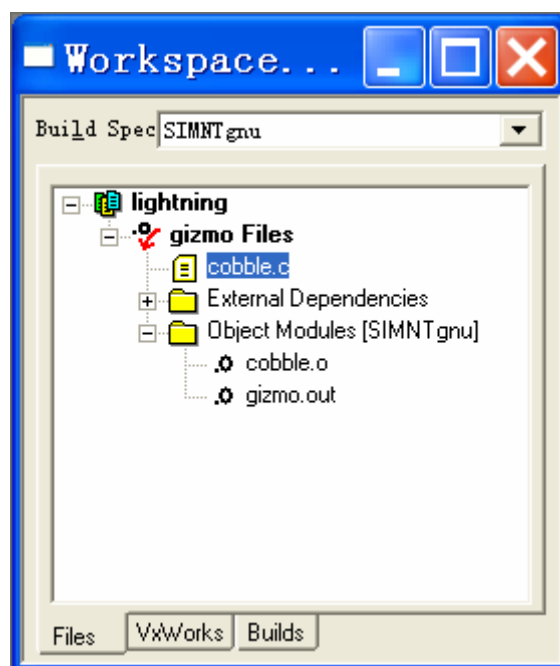 Workspace...
Build Spec SIMNTgnu
lightning
gizmo Files
cobble.c
External Dependencies
Object Modules [SIMNTgnu]
cobble.o
gizmo.out
Files VxWorks Builds